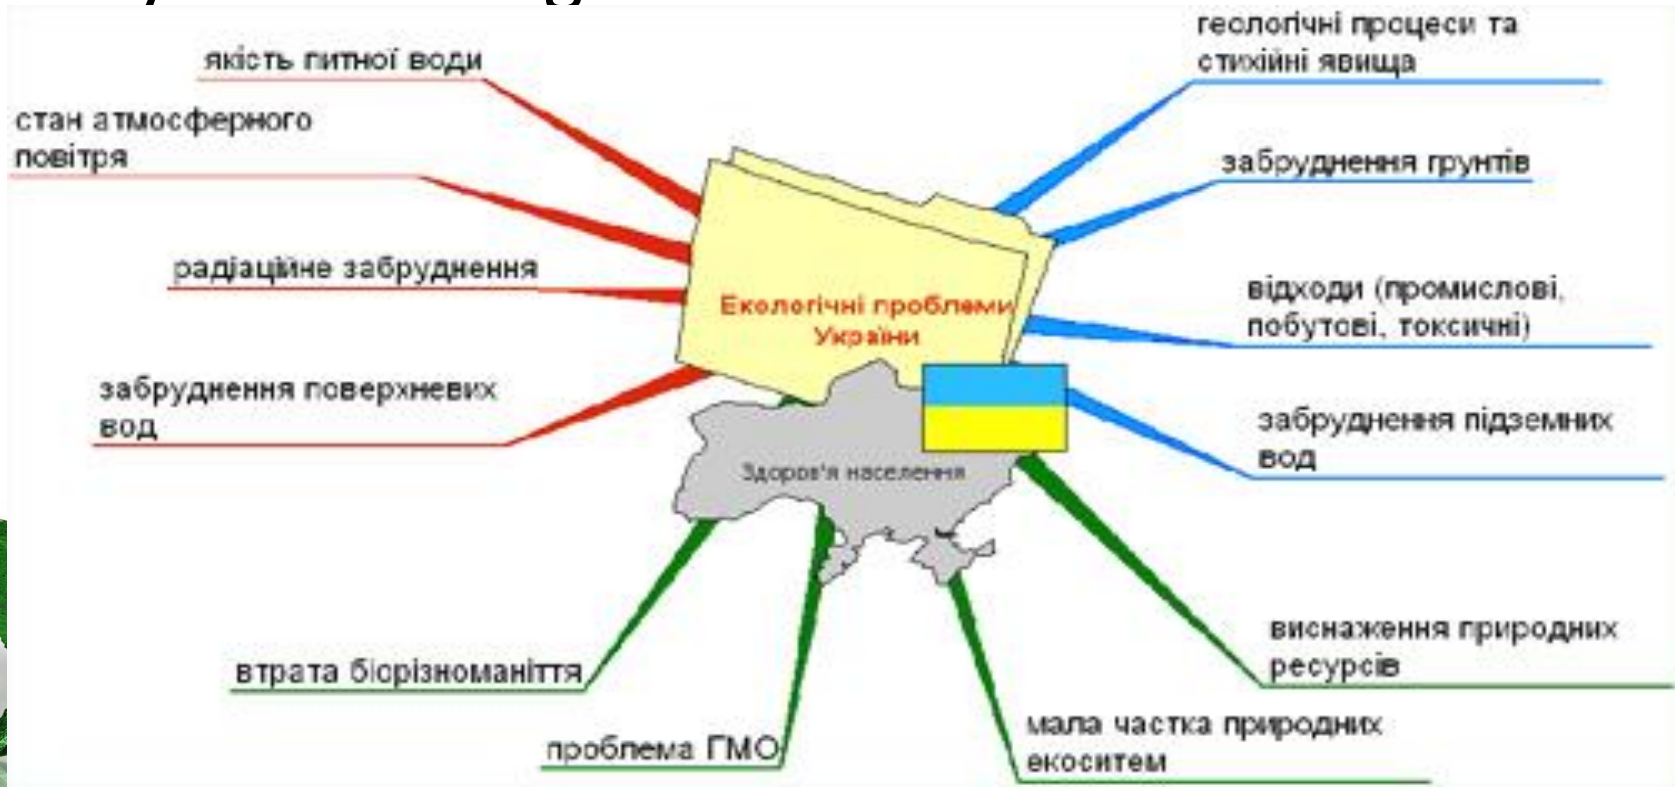 якість питної води
стан атмосферного
повітря
радіаційне забруднення
забруднення поверхневих
вод
геологічні процеси та
стихійні явища
забруднення грунтів
відходи (промислові,
побутові, токсичні)
забруднення підземних
вод
Екологічні проблеми
України
Здоров'я населення
втрата біорізноманіття
проблема ГМО
мала частка природних
екоситем
виснаження природних
ресурсів